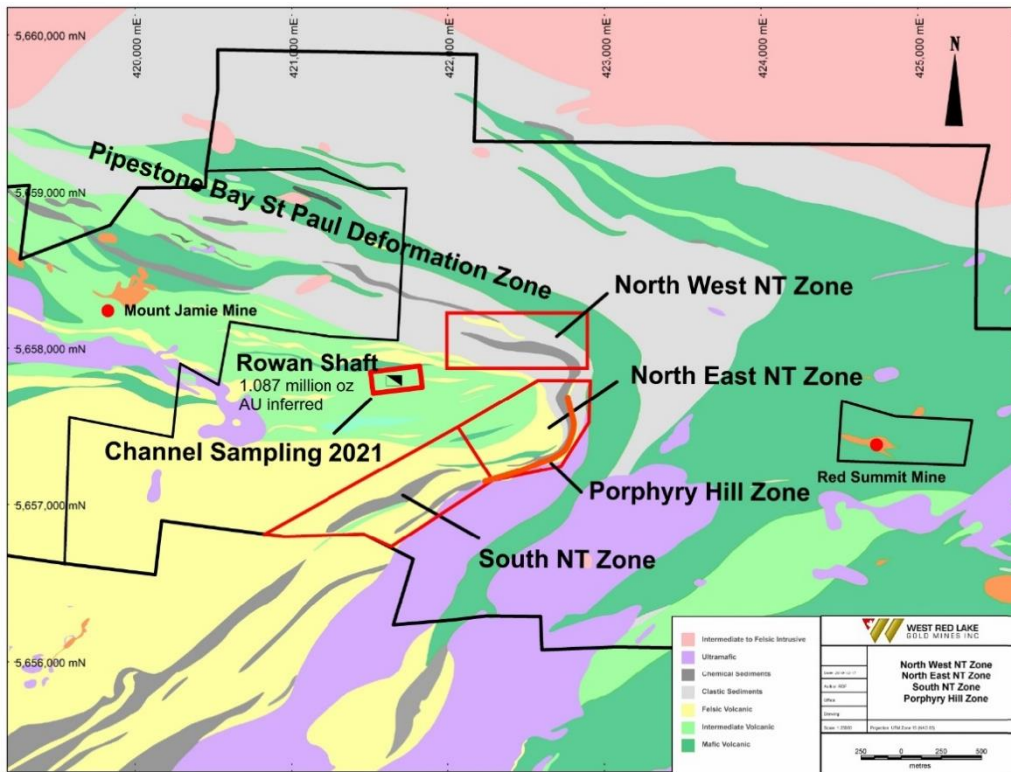 420,000 mE
421,000 mE
422,000 mE
423,000 mE
424,000 mE
425,000 mE
5,660,000 mN
N
Pipestone Bay St Paul Deformation Zone
5,659,000 mN
North West NT Zone
Mount Jamie Mine
5,658,000 mN
Rowan Shaft
1.087 million oz
AU inferred
North East NT Zone
Channel Sampling 2021
Red Summit Mine
Porphyry Hill Zone
5,657,000 mN
South NT Zone
5,656,000 mN
Intermediate to Felsic Intrusive
Ultramafic
Chemical Sediments
Clastic Sediments
Felsic Volcanic
Intermediate Volcanic
Mafic Volcanic
WEST RED LAKE
GOLD MINES INC
North West NT Zone
North East NT Zone
South NT Zone
Porphyry Hill Zone
250 0 250 500
metres